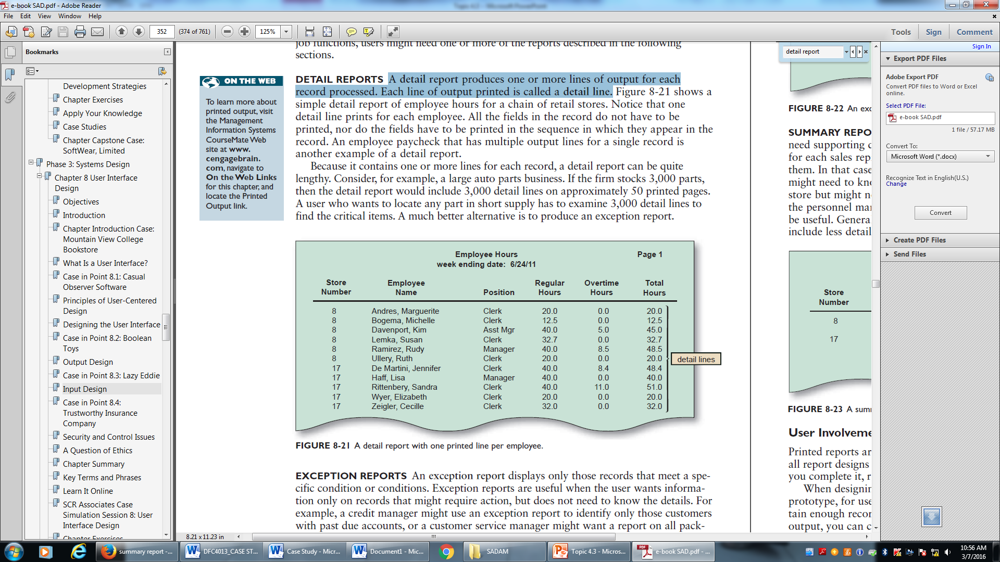 e-book SAD.pdf - Adobe Reader
File Edit View Window Help
352 (374 of 761) 125% Tools Sign Comment
Bookmarks
Development Strategies
Chapter Exercises
Apply Your Knowledge
Case Studies
Chapter Capstone Case:
SoftWear, Limited
Phase 3: Systems Design
Chapter 8 User Interface
Design
Objectives
Introduction
Chapter Introduction Case:
Mountain View College
Bookstore
What Is a User Interface?
Case in Point 8.1: Casual
Observer Software
Principles of User-Centered
Design
Designing the User Interface
Case in Point 8.2: Boolean
Toys
Output Design
Case in Point 8.3: Lazy Eddie
Input Design
Case in Point 8.4:
Trustworthy Insurance
Company
Security and Control Issues
A Question of Ethics
Chapter Summary
Key Terms and Phrases
Learn It Online
SCR Associates Case
Simulation Session 8: User
Interface Design
Chapter Exercises
job functions, users might need one or more of the reports described in the following
sections.
ON THE WEB
To learn more about
printed output, visit
the Management
Information Systems
CourseMate Web
site at www.
cengagebrain.
com, navigate to
On the Web Links
for this chapter, and
locate the Printed
Output link.
DETAIL REPORTS A detail report produces one or more lines of output for each
record processed. Each line of output printed is called a detail line. Figure 8-21 shows a
simple detail report of employee hours for a chain of retail stores. Notice that one
detail line prints for each employee. All the fields in the record do not have to be
printed, nor do the fields have to be printed in the sequence in which they appear in the
record. An employee paycheck that has multiple output lines for a single record is
another example of a detail report.
Because it contains one or more lines for each record, a detail report can be quite
lengthy. Consider, for example, a large auto parts business. If the firm stocks 3,000 parts,
then the detail report would include 3,000 detail lines on approximately 50 printed pages.
A user who wants to locate any part in short supply has to examine 3,000 detail lines to
find the critical items. A much better alternative is to produce an exception report.
Employee Hours Page 1
week ending date: 6/24/11
Store Employee Regular Overtime Total
Number Name Position Hours Hours Hours
8 Andres, Marguerite Clerk 20.0 0.0 20.0
8 Bogema, Michelle Clerk 12.5 0.0 12.5
8 Davenport, Kim Asst Mgr 40.0 5.0 45.0
8 Lemka, Susan Clerk 32.7 0.0 32.7
8 Ramirez, Rudy Manager 40.0 8.5 48.5
8 Ullery, Ruth Clerk 20.0 0.0 20.0
detail lines
17 De Martini, Jennifer Clerk 40.0 8.4 48.4
17 Haff, Lisa Manager 40.0 0.0 40.0
17 Rittenbery, Sandra Clerk 40.0 11.0 51.0
17 Wyer, Elizabeth Clerk 20.0 0.0 20.0
17 Zeigler, Cecille Clerk 32.0 0.0 32.0
FIGURE 8-21 A detail report with one printed line per employee.
EXCEPTION REPORTS An exception report displays only those records that meet a spe-
cific condition or conditions. Exception reports are useful when the user wants informa-
tion only on records that might require action, but does not need to know the details. For
example, a credit manager might use an exception report to identify only those customers
with past due accounts, or a customer service manager might want a report on all pack-
8.21 x 11.23 in
detail report
FIGURE 8-22 An exc
SUMMARY REPO
need supporting
for each sales rep
them. In that case
might need to kn
store but might n
the personnel ma
be useful. Genera
include less detail
Store
Number
8
17
FIGURE 8-23 A sum
User Involveme
Printed reports ar
all report designs
you complete it, r
When designin
prototype, for use
tain enough recor
output, you can c
Sign In
Export PDF Files
Adobe Export PDF
Convert PDF files to Word or Excel
online.
Select PDF File:
e-book SAD.pdf
1 file / 57.17 MB
Convert To:
Microsoft Word (*.docx)
Recognize Text in English(U.S.)
Change
Convert
Create PDF Files
Send Files
summary report -... DFC4013_CASE ST... Case Study - Micr... Document1 - Mic... SADAM Topic 4.3 - Micros... e-book SAD.pdf - ...
10:56 AM
3/7/2016